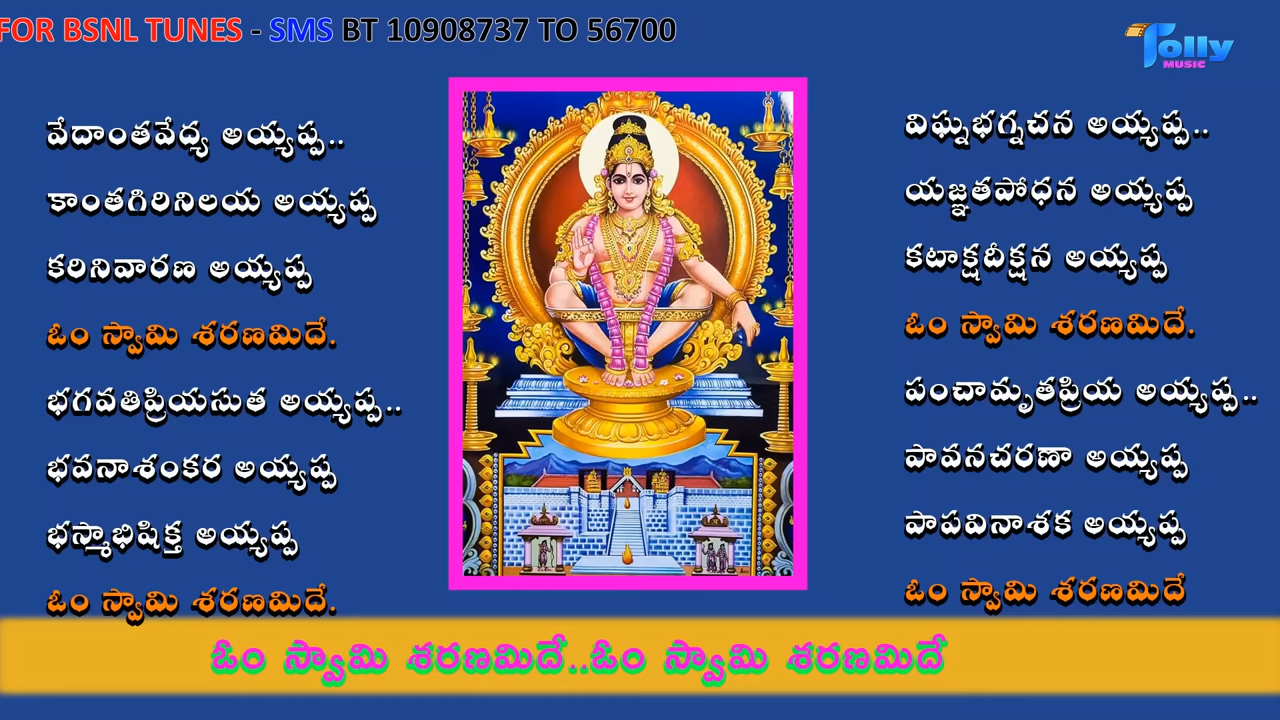 FOR BSNL TUNES - SMS BT 10908737 TO 56700
Tolly
MUSIC
వేదాంతవేద్య అయ్యప్ప..
కాంతగిరినిలయ అయ్యప్ప
కరినివారణ అయ్యప్ప
ఓం స్వామి శరణమిదే.
భగవతిప్రియసుత అయ్యప్ప..
భవనాశంకర అయ్యప్ప
భస్మాభిషిక్త అయ్యప్ప
ఓం స్వామి శరణమిదే.
విఘ్నభగ్నచన అయ్యప్ప..
యజ్ఞతపోధన అయ్యప్ప
కటాక్షదీక్షన అయ్యప్ప
ఓం స్వామి శరణమిదే.
పంచామృతప్రియ అయ్యప్ప..
పావనచరణా అయ్యప్ప
పాపవినాశక అయ్యప్ప
ఓం స్వామి శరణమిదే
ఓం స్వామి శరణమిదే..ఓం స్వామి శరణమిదే